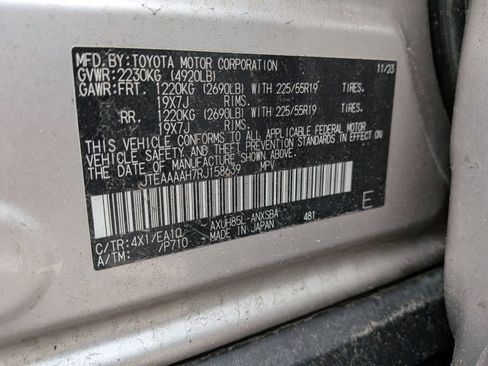 MFD. BY: TOYOTA MOTOR CORPORATION 11/23
GVWR: 2230KG (4920LB)
GAWR: FRT. 1220KG (2690LB) WITH 225/55R19 TIRES.
19X7J RIMS.
RR. 1220KG (2690LB) WITH 225/55R19 TIRES.
19X7J RIMS.
THIS VEHICLE CONFORMS TO ALL APPLICABLE FEDERAL MOTOR
VEHICLE SAFETY AND THEFT PREVENTION STANDARDS IN EFFECT ON
THE DATE OF MANUFACTURE SHOWN ABOVE.
JTEAAAAH7RJ158639 MPV
C/TR: 4X1/EA10 AXUH85L-ANXSBA 481 E
A/TM: /P710 MADE IN JAPAN